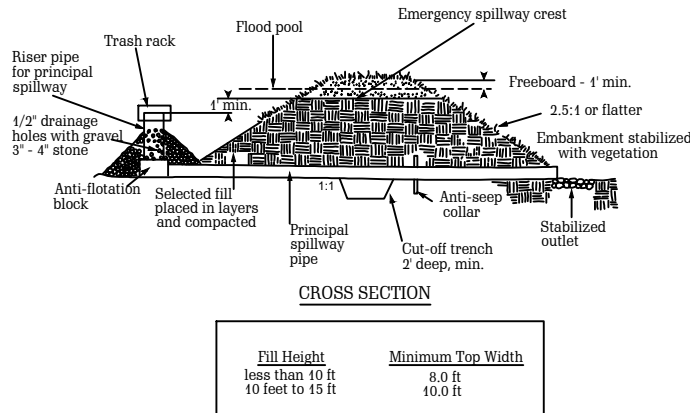 Emergency spillway crest
Flood pool
Trash rack
Riser pipe
for principal
spillway
Freeboard - 1' min.
1' min.
2.5:1 or flatter
1/2" drainage
holes with gravel
3" - 4" stone
Embankment stabilized
with vegetation
Anti-flotation
block
Selected fill
placed in layers
and compacted
1:1
Anti-seep
collar
Stabilized
outlet
Principal
spillway
pipe
Cut-off trench
2' deep, min.
CROSS SECTION
Fill Height Minimum Top Width
less than 10 ft 8.0 ft
10 feet to 15 ft 10.0 ft